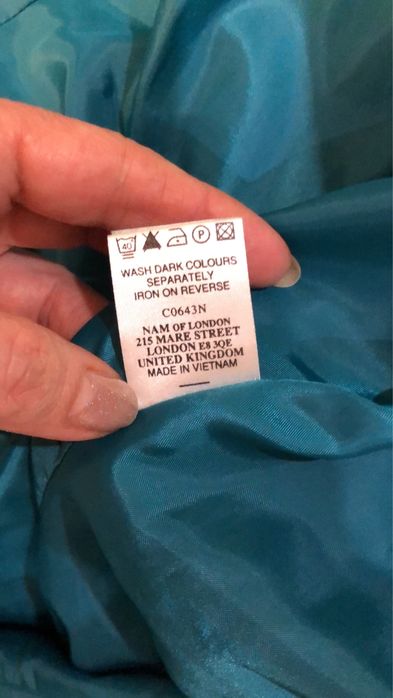 40
P
WASH DARK COLOURS
SEPARATELY
IRON ON REVERSE
C0643N
NAM OF LONDON
215 MARE STREET
LONDON E8 3QE
UNITED KINGDOM
MADE IN VIETNAM